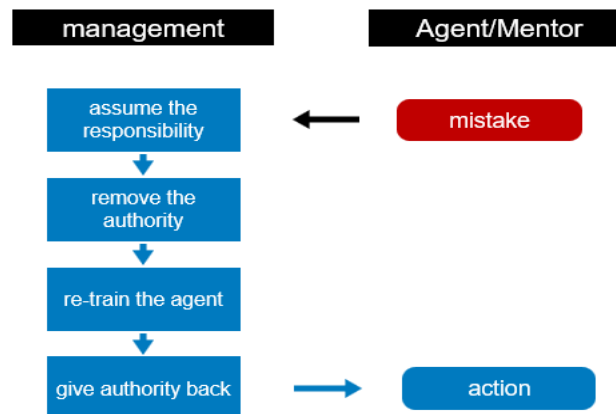 management
Agent/Mentor
assume the
responsibility
mistake
remove the
authority
re-train the agent
give authority back
action